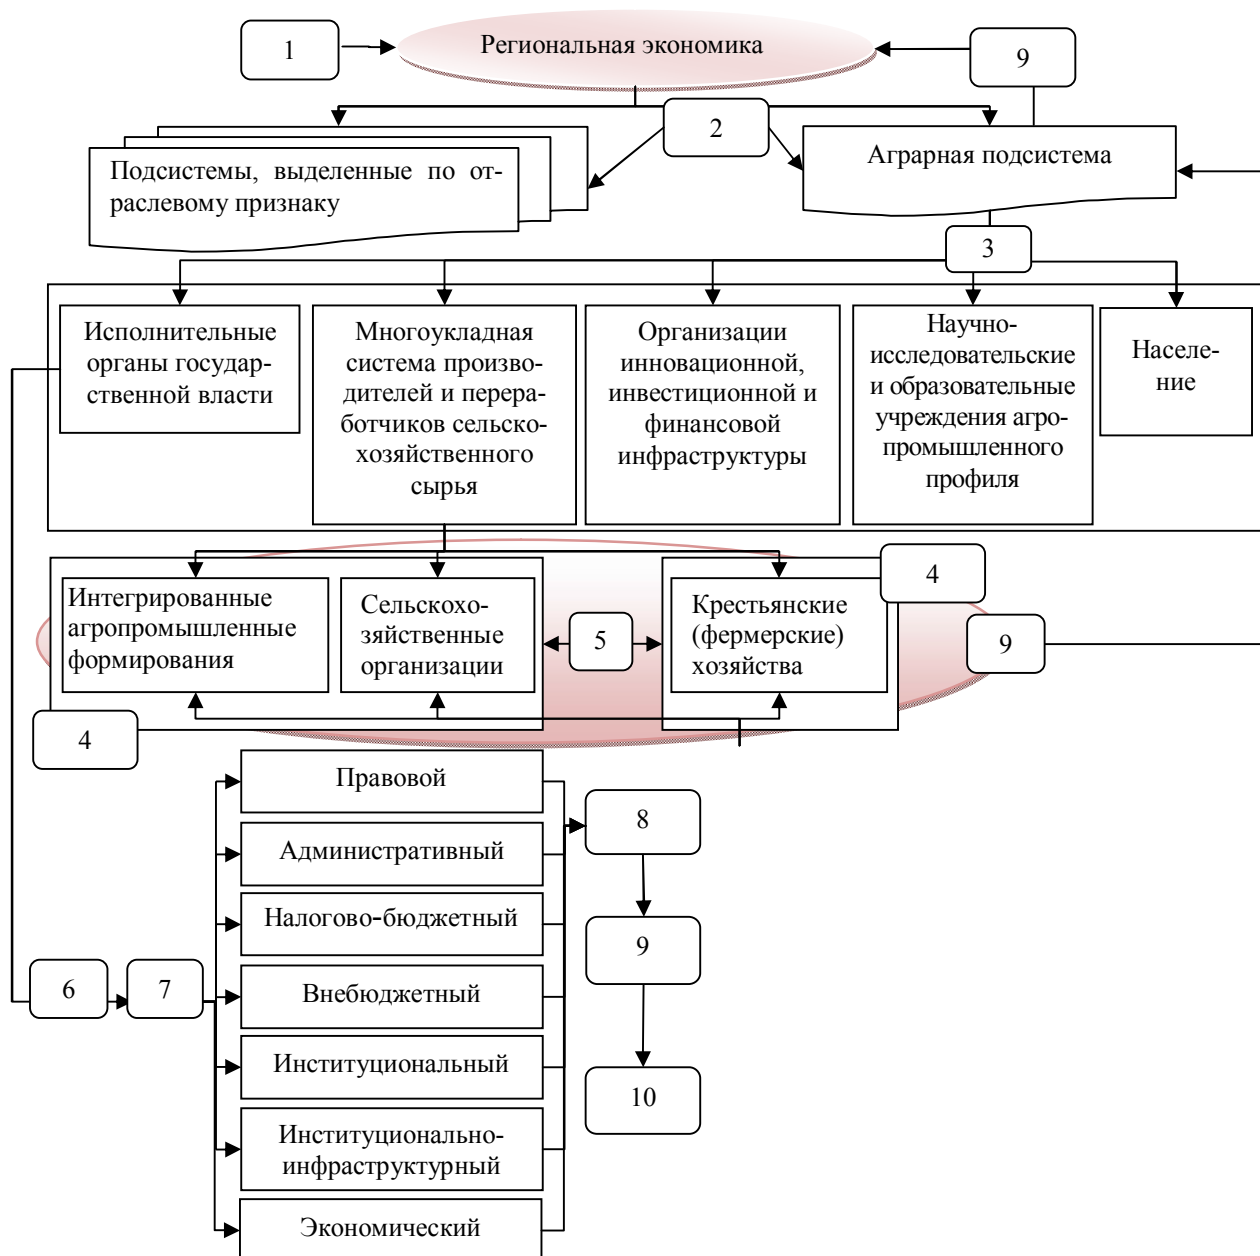 1
Региональная экономика
9
2
Подсистемы, выделенные по от-
раслевому признаку
Аграрная подсистема
3
Исполнительные
органы государ-
ственной власти
Многоукладная
система произво-
дителей и перера-
ботчиков сельско-
хозяйственного
сырья
Организации
инновационной,
инвестиционной и
финансовой
инфраструктуры
Научно-
исследовательские
и образовательные
учреждения агро-
промышленного
профиля
Населе-
ние
4
Интегрированные
агропромышленные
формирования
Сельскохо-
зяйственные
организации
5
Крестьянские
(фермерские)
хозяйства
9
4
Правовой
8
Административный
Налогово-бюджетный
9
6
7
Внебюджетный
Институциональный
10
Институционально-
инфраструктурный
Экономический